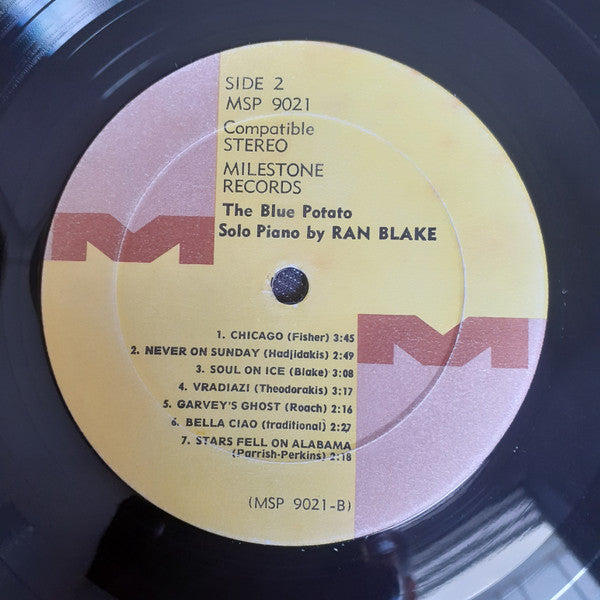 SIDE 2
MSP 9021
Compatible
STEREO
MILESTONE
RECORDS
The Blue Potato
Solo Piano by RAN BLAKE
M
M
1. CHICAGO (Fisher) 3:45
2. NEVER ON SUNDAY (Hadjidakis) 2:49
3. SOUL ON ICE (Blake) 3:08
4. VRADIAZI (Theodorakis) 3:17
5. GARVEY'S GHOST (Roach) 2:16
6. BELLA CIAO (traditional) 2:27
7. STARS FELL ON ALABAMA
(Parrish-Perkins) 2:18
(MSP 9021-B)